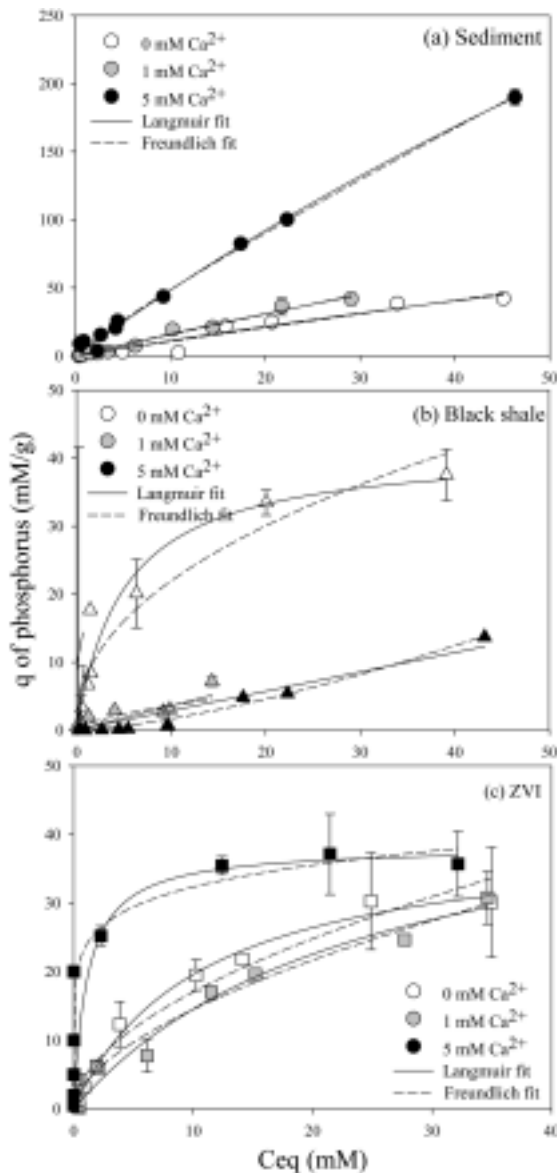 (a) Sediment
0 mM Ca2+
1 mM Ca2+
5 mM Ca2+
Langmuir fit
Freundlich fit
250
200
150
100
50
0
0 10 20 30 40 50
(b) Black shale
0 mM Ca2+
1 mM Ca2+
5 mM Ca2+
Langmuir fit
Freundlich fit
50
40
30
20
10
0
0 10 20 30 40 50
q of phosphorus (mM/g)
(c) ZVI
50
40
30
20
10
0
0 mM Ca2+
1 mM Ca2+
5 mM Ca2+
Langmuir fit
Freundlich fit
0 10 20 30 40
Ceq (mM)